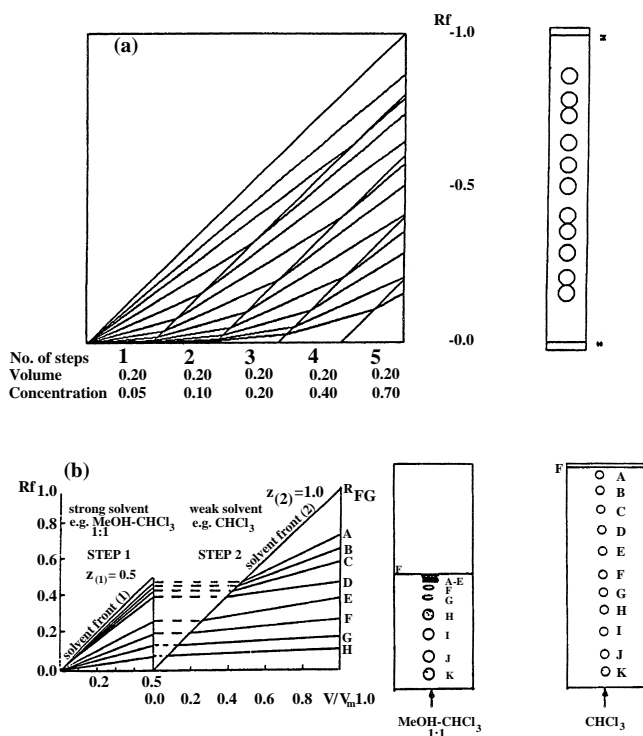 (a)
Rf
-1.0
-0.5
-0.0
No. of steps 1 2 3 4 5
Volume 0.20 0.20 0.20 0.20 0.20
Concentration 0.05 0.10 0.20 0.40 0.70
(b)
Rf
1.0
0.8
0.6
0.4
0.2
0.0
strong solvent
e.g. MeOH-CHCl3
1:1
STEP 1
z(1) = 0.5
solvent front (1)
weak solvent
e.g. CHCl3
STEP 2
z(2) = 1.0
solvent front (2)
R FG
A
B
C
D
E
F
G
H
0.2 0.5
0.0 0.2 0.4 0.6 0.8 V/Vm 1.0
F
A-E
F
G
H
I
J
K
MeOH-CHCl3
1:1
F
A
B
C
D
E
F
G
H
I
J
K
CHCl3